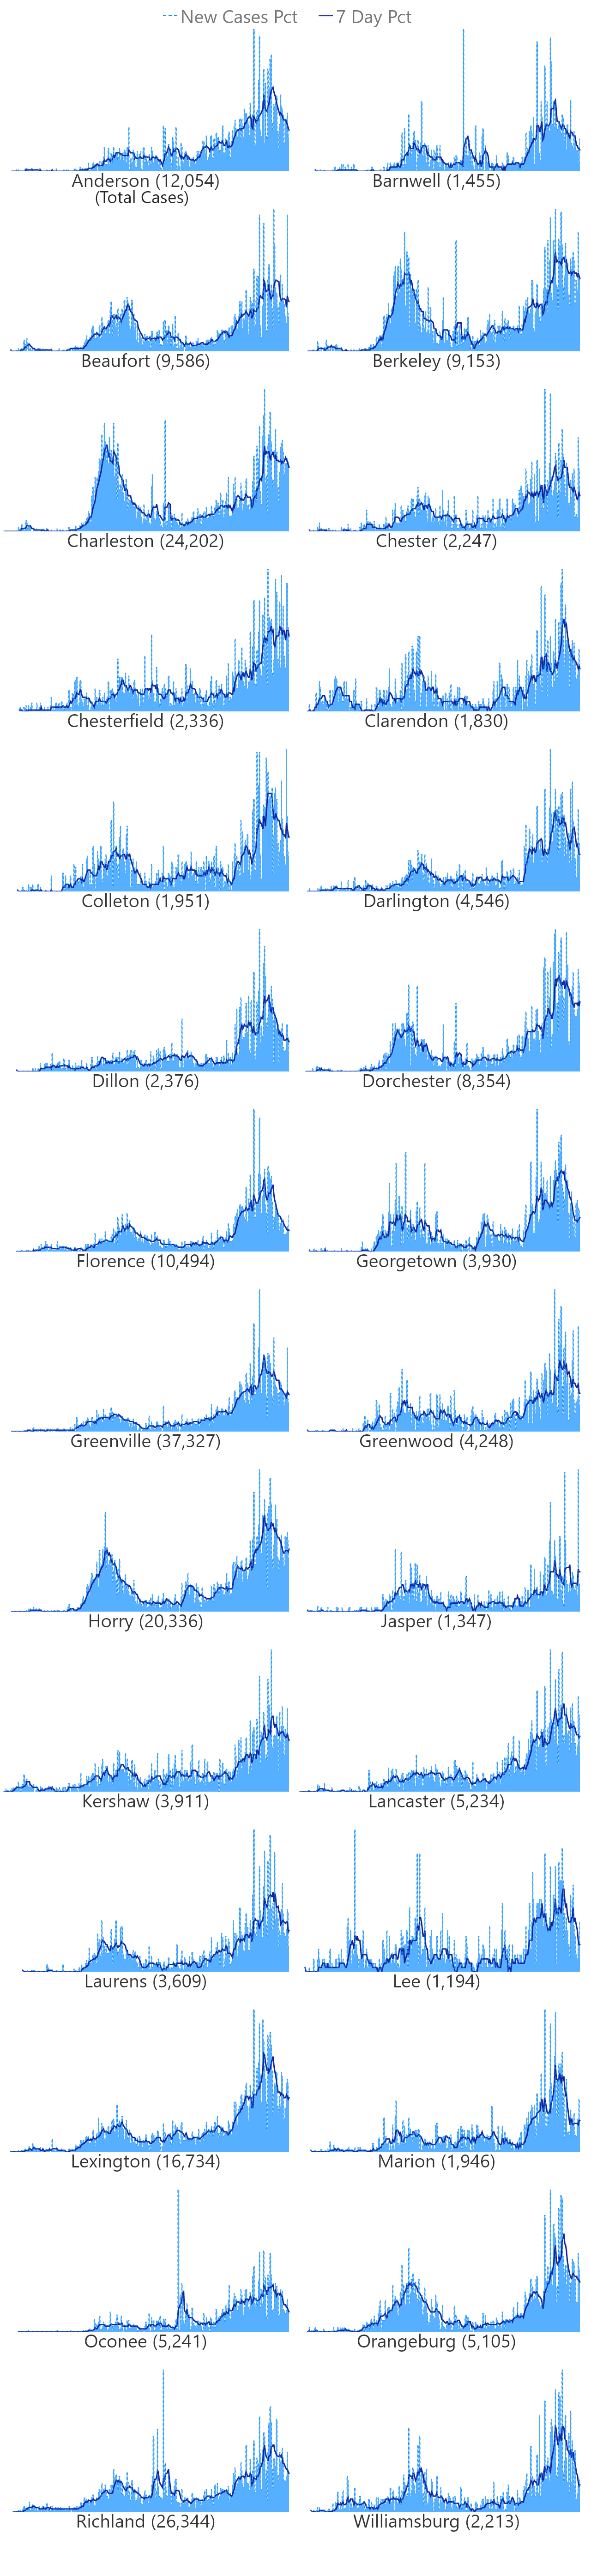 New Cases Pct 7 Day Pct
Anderson (12,054) Barnwell (1,455)
(Total Cases)
Beaufort (9,586) Berkeley (9,153)
Charleston (24,202) Chester (2,247)
Chesterfield (2,336) Clarendon (1,830)
Colleton (1,951) Darlington (4,546)
Dillon (2,376) Dorchester (8,354)
Florence (10,494) Georgetown (3,930)
Greenville (37,327) Greenwood (4,248)
Horry (20,336) Jasper (1,347)
Kershaw (3,911) Lancaster (5,234)
Laurens (3,609) Lee (1,194)
Lexington (16,734) Marion (1,946)
Oconee (5,241) Orangeburg (5,105)
Richland (26,344) Williamsburg (2,213)